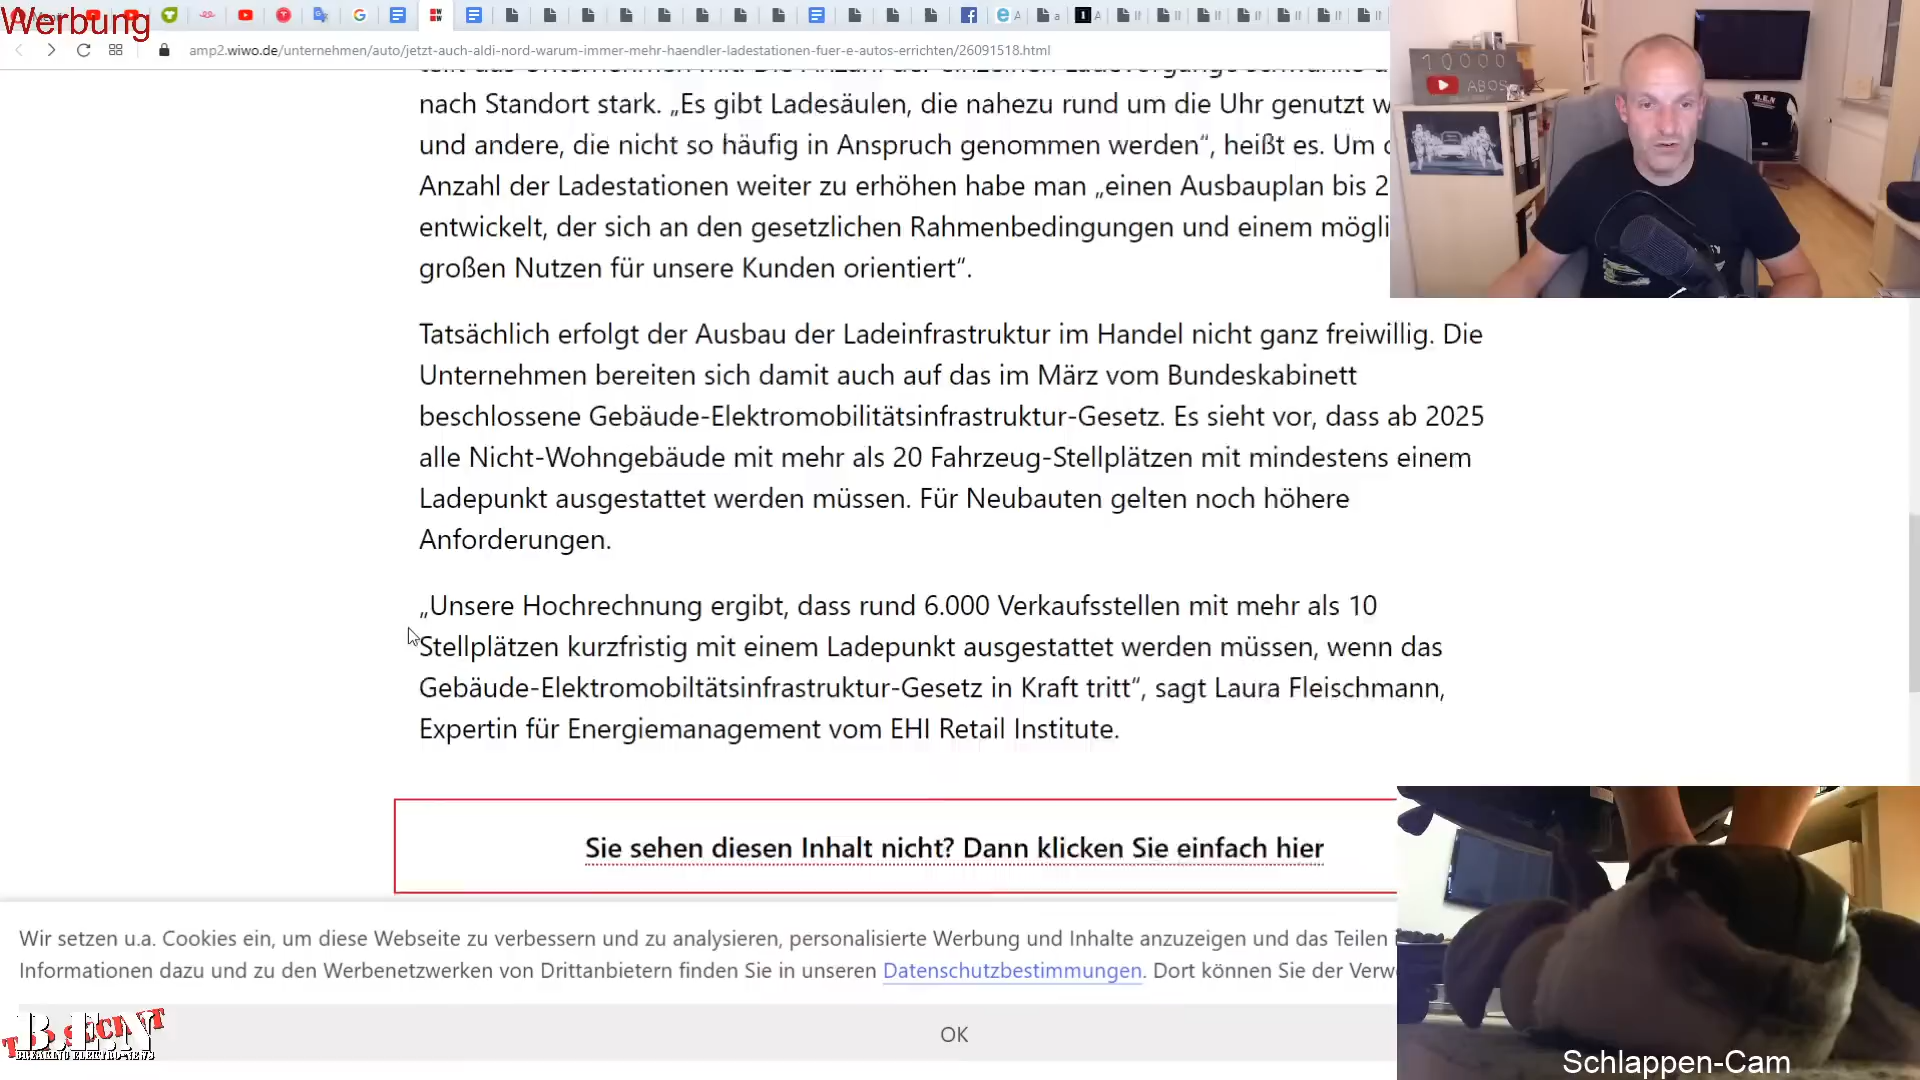 Werbung
amp2.wiwo.de/unternehmen/auto/jetzt-auch-aldi-nord-warum-immer-mehr-haendler-ladestationen-fuer-e-autos-errichten/26091518.html
10000
ABOS
nach Standort stark. „Es gibt Ladesäulen, die nahezu rund um die Uhr genutzt w
und andere, die nicht so häufig in Anspruch genommen werden“, heißt es. Um
Anzahl der Ladestationen weiter zu erhöhen habe man „einen Ausbauplan bis 2
entwickelt, der sich an den gesetzlichen Rahmenbedingungen und einem mögli
großen Nutzen für unsere Kunden orientiert“.
Tatsächlich erfolgt der Ausbau der Ladeinfrastruktur im Handel nicht ganz freiwillig. Die
Unternehmen bereiten sich damit auch auf das im März vom Bundeskabinett
beschlossene Gebäude-Elektromobilitätsinfrastruktur-Gesetz. Es sieht vor, dass ab 2025
alle Nicht-Wohngebäude mit mehr als 20 Fahrzeug-Stellplätzen mit mindestens einem
Ladepunkt ausgestattet werden müssen. Für Neubauten gelten noch höhere
Anforderungen.
„Unsere Hochrechnung ergibt, dass rund 6.000 Verkaufsstellen mit mehr als 10
Stellplätzen kurzfristig mit einem Ladepunkt ausgestattet werden müssen, wenn das
Gebäude-Elektromobiltätsinfrastruktur-Gesetz in Kraft tritt“, sagt Laura Fleischmann,
Expertin für Energiemanagement vom EHI Retail Institute.
Sie sehen diesen Inhalt nicht? Dann klicken Sie einfach hier
Wir setzen u.a. Cookies ein, um diese Webseite zu verbessern und zu analysieren, personalisierte Werbung und Inhalte anzuzeigen und das Teilen
Informationen dazu und zu den Werbenetzwerken von Drittanbietern finden Sie in unseren Datenschutzbestimmungen. Dort können Sie der Verw
OK
B.E.N
BREAKING ELEKTRO-NEWS
Schlappen-Cam